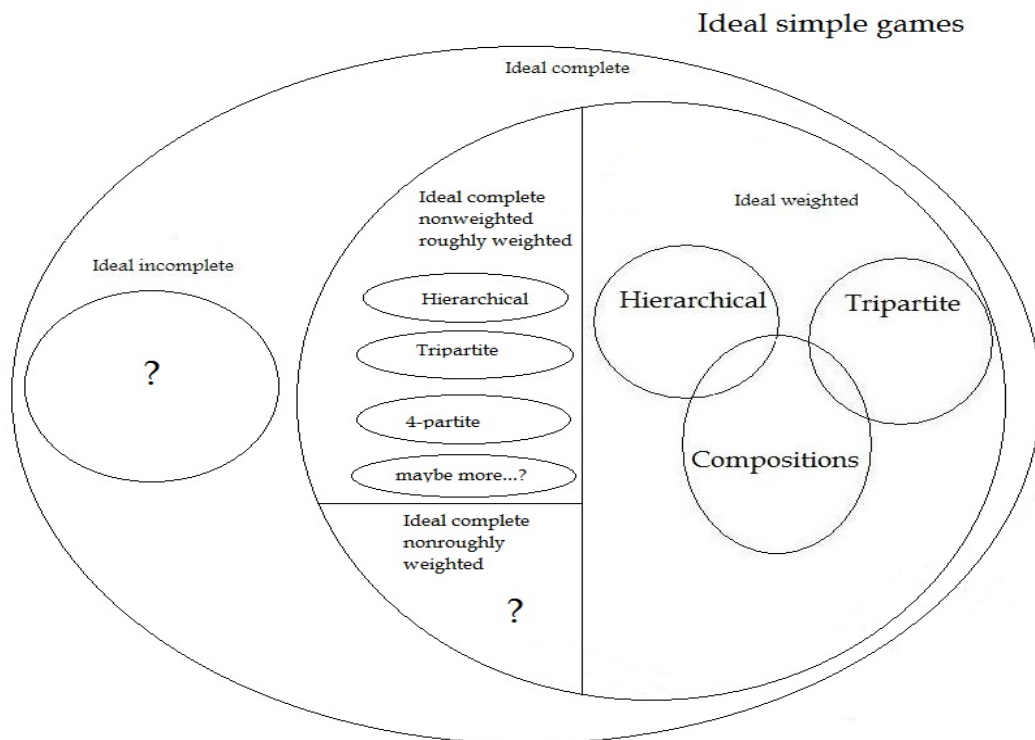 Ideal simple games
Ideal complete
Ideal complete
nonweighted
roughly weighted
Ideal weighted
Ideal incomplete
Hierarchical
Hierarchical
Tripartite
Tripartite
?
4-partite
Compositions
maybe more...?
Ideal complete
nonroughly
weighted
?